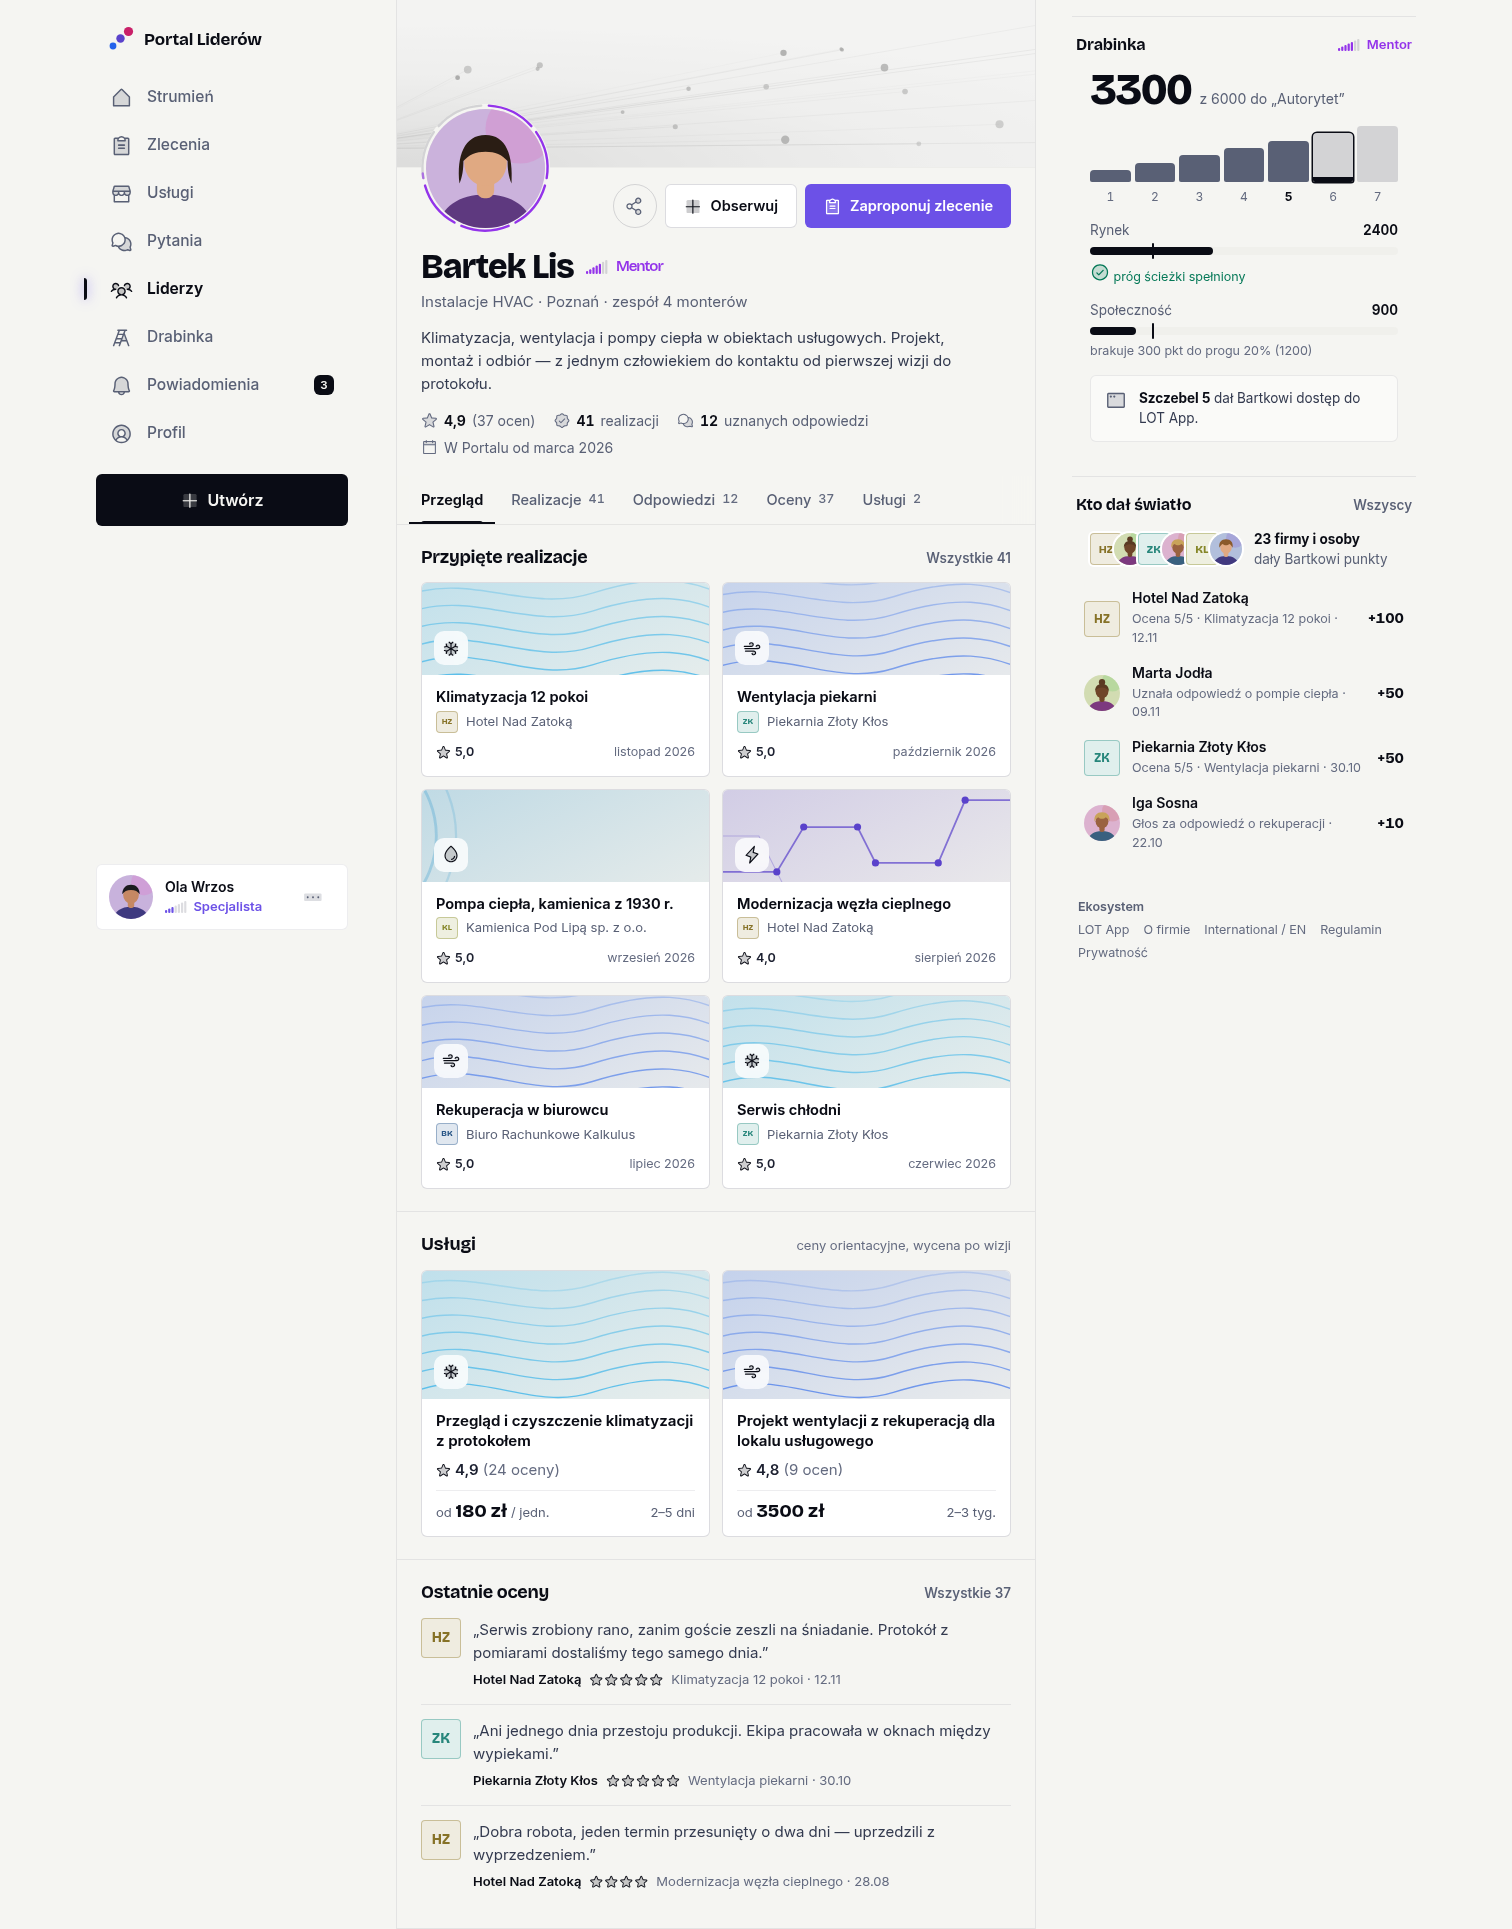 Portal Liderów
Strumień
Zlecenia
Usługi
Pytania
Liderzy
Drabinka
Powiadomienia 3
Profil
Utwórz
Ola Wrzos
Specjalista
Obserwuj
Zaproponuj zlecenie
Bartek Lis Mentor
Instalacje HVAC · Poznań · zespół 4 monterów
Klimatyzacja, wentylacja i pompy ciepła w obiektach usługowych. Projekt,
montaż i odbiór — z jednym człowiekiem do kontaktu od pierwszej wizji do
protokołu.
4,9 (37 ocen) 41 realizacji 12 uznanych odpowiedzi
W Portalu od marca 2026
Przegląd Realizacje 41 Odpowiedzi 12 Oceny 37 Usługi 2
Przypięte realizacje Wszystkie 41
Klimatyzacja 12 pokoi
HZ Hotel Nad Zatoką
5,0 listopad 2026
Wentylacja piekarni
ZK Piekarnia Złoty Kłos
5,0 październik 2026
Pompa ciepła, kamienica z 1930 r.
KL Kamienica Pod Lipą sp. z o.o.
5,0 wrzesień 2026
Modernizacja węzła cieplnego
HZ Hotel Nad Zatoką
4,0 sierpień 2026
Rekuperacja w biurowcu
BK Biuro Rachunkowe Kalkulus
5,0 lipiec 2026
Serwis chłodni
ZK Piekarnia Złoty Kłos
5,0 czerwiec 2026
Usługi ceny orientacyjne, wycena po wizji
Przegląd i czyszczenie klimatyzacji
z protokołem
4,9 (24 oceny)
od 180 zł / jedn. 2–5 dni
Projekt wentylacji z rekuperacją dla
lokalu usługowego
4,8 (9 ocen)
od 3500 zł 2–3 tyg.
Ostatnie oceny Wszystkie 37
HZ
„Serwis zrobiony rano, zanim goście zeszli na śniadanie. Protokół z
pomiarami dostaliśmy tego samego dnia.”
Hotel Nad Zatoką Klimatyzacja 12 pokoi · 12.11
ZK
„Ani jednego dnia przestoju produkcji. Ekipa pracowała w oknach między
wypiekami.”
Piekarnia Złoty Kłos Wentylacja piekarni · 30.10
HZ
„Dobra robota, jeden termin przesunięty o dwa dni — uprzedzili z
wyprzedzeniem.”
Hotel Nad Zatoką Modernizacja węzła cieplnego · 28.08
Drabinka Mentor
3300 z 6000 do „Autorytet”
1 2 3 4 5 6 7
Rynek 2400
próg ścieżki spełniony
Społeczność 900
brakuje 300 pkt do progu 20% (1200)
Szczebel 5 dał Bartkowi dostęp do
LOT App.
Kto dał światło Wszyscy
HZ ZK KL
23 firmy i osoby
dały Bartkowi punkty
HZ
Hotel Nad Zatoką
Ocena 5/5 · Klimatyzacja 12 pokoi ·
12.11
+100
Marta Jodła
Uznała odpowiedź o pompie ciepła ·
09.11
+50
ZK
Piekarnia Złoty Kłos
Ocena 5/5 · Wentylacja piekarni · 30.10
+50
Iga Sosna
Głos za odpowiedź o rekuperacji ·
22.10
+10
Ekosystem
LOT App O firmie International / EN Regulamin
Prywatność